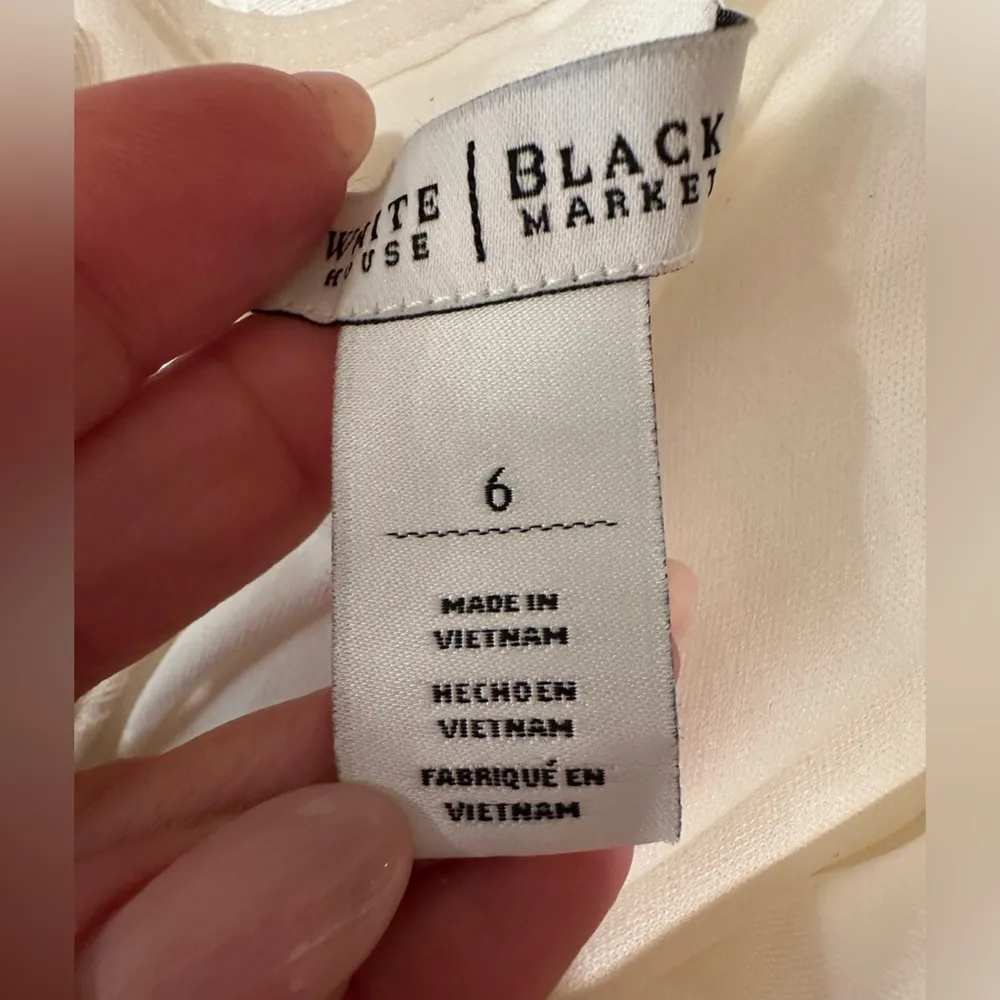 WHITE | BLACK
HOUSE MARKET
6
MADE IN
VIETNAM
HECHO EN
VIETNAM
FABRIQUÉ EN
VIETNAM